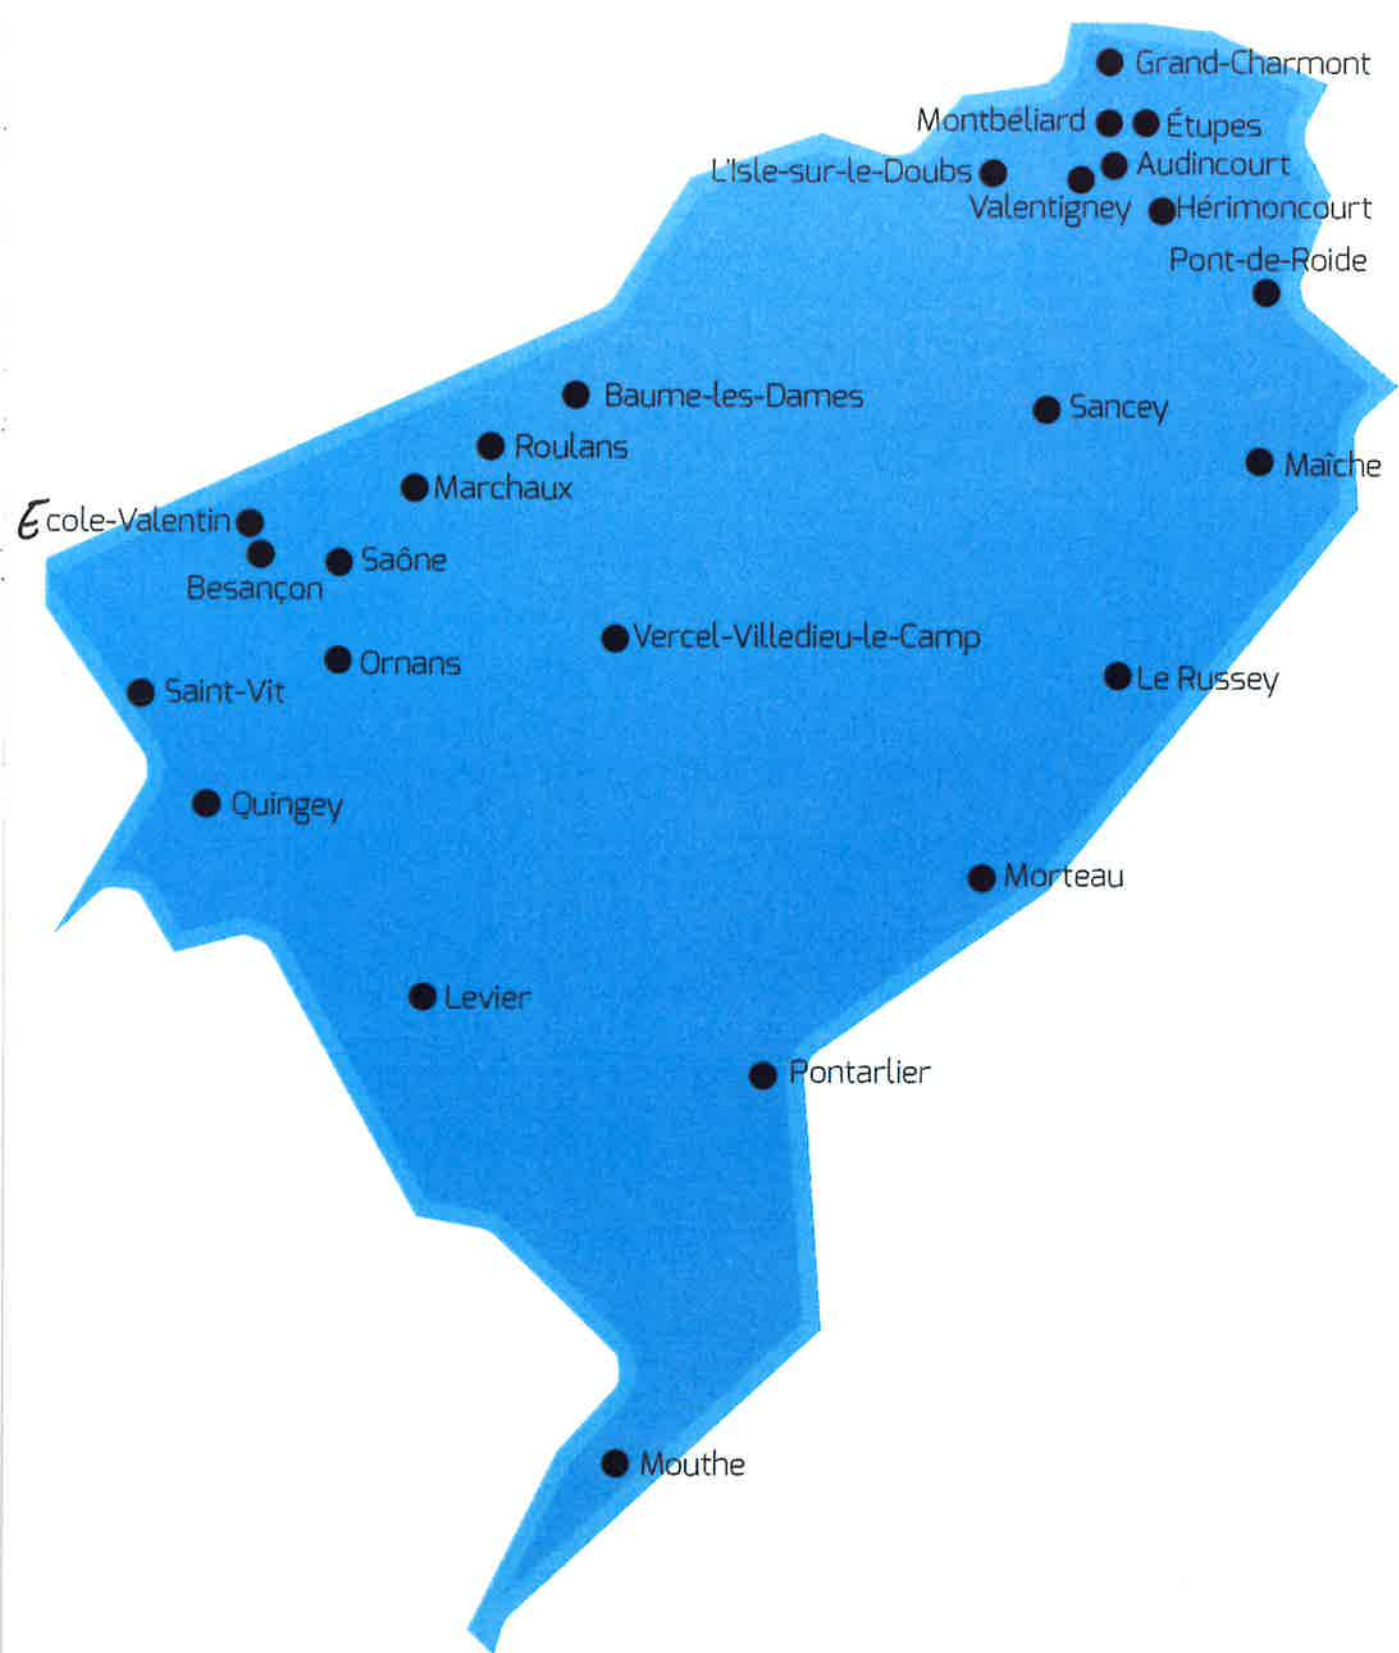 Grand-Charmont
Montbéliard
Étupes
L'Isle-sur-le-Doubs
Audincourt
Valentigney
Hérimoncourt
Pont-de-Roide
Baume-les-Dames
Sancey
Roulans
Maîche
Marchaux
Ecole-Valentin
Saône
Besançon
Vercel-Villedieu-le-Camp
Ornans
Le Russey
Saint-Vit
Quingey
Morteau
Levier
Pontarlier
Mouthe